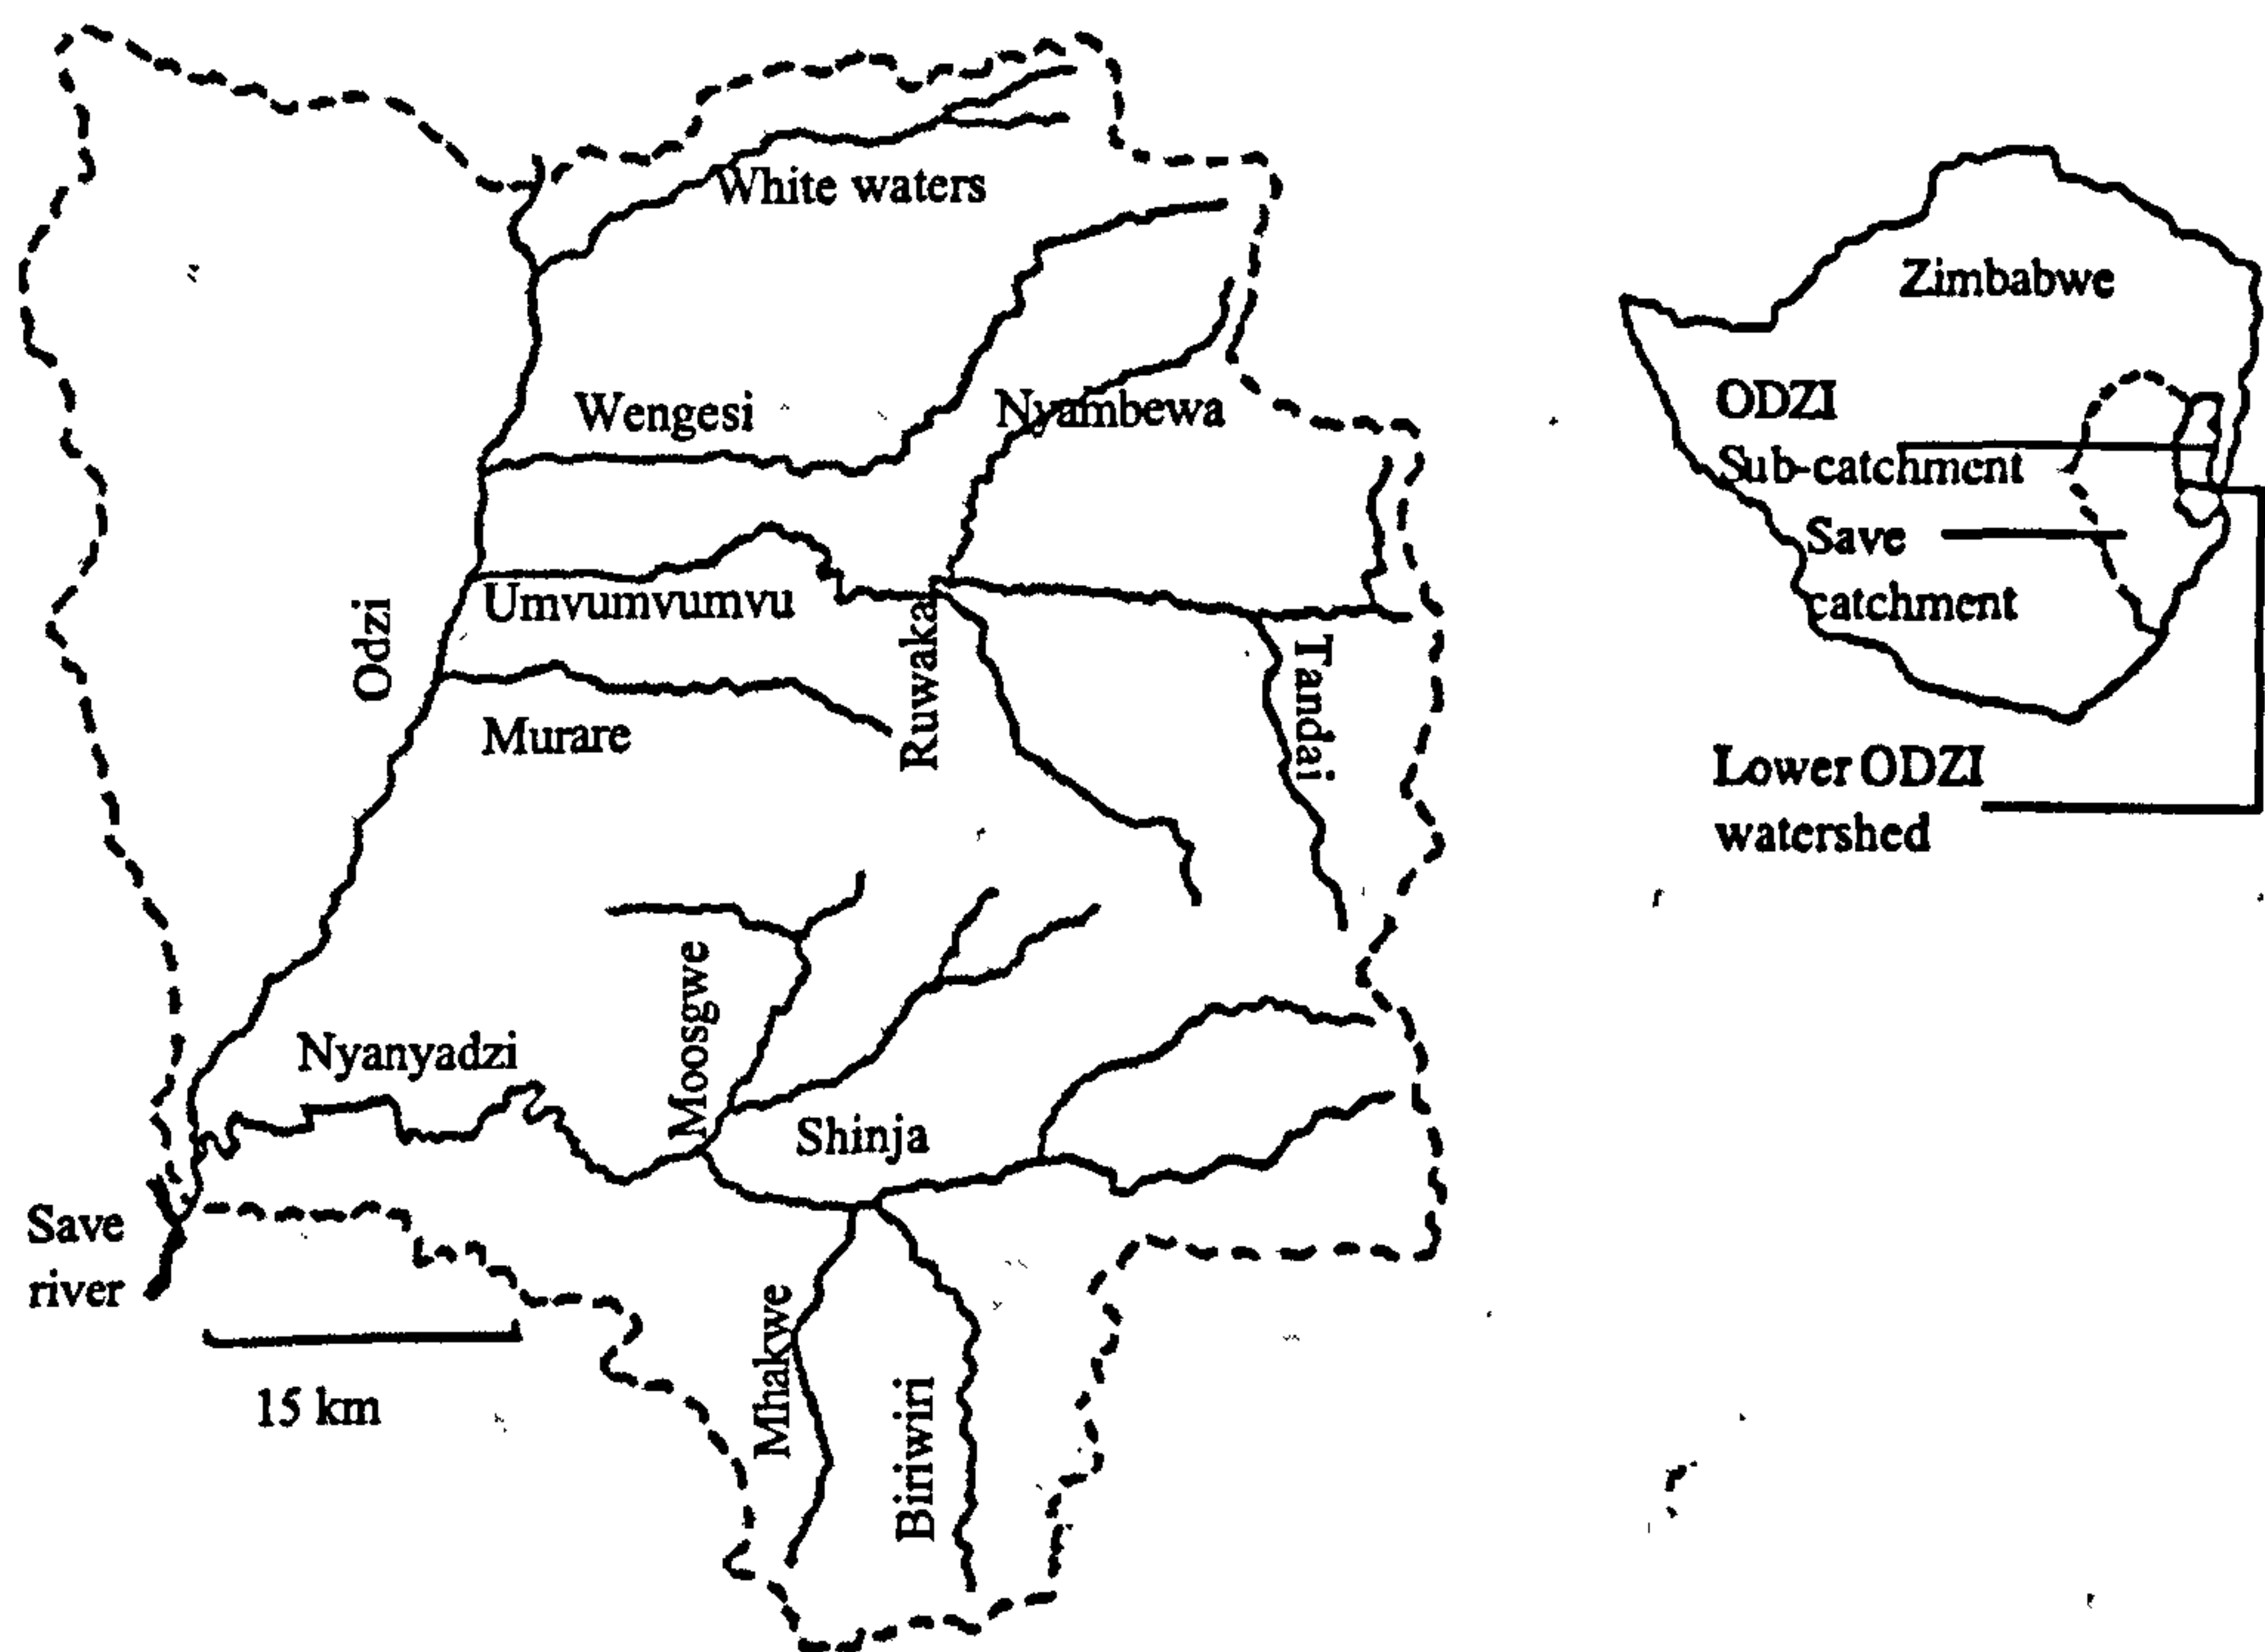 White waters
Zimbabwe
Wengesi
Nyambewa
ODZI
Sub-catchment
Save
catchment
Odzi
Umvumvumvu
Ruwaka
Tandai
Murare
Lower ODZI
watershed
Moosgwe
Nyanyadzi
Shinja
Save
river
Mhakwe
Biriwiri
15 km